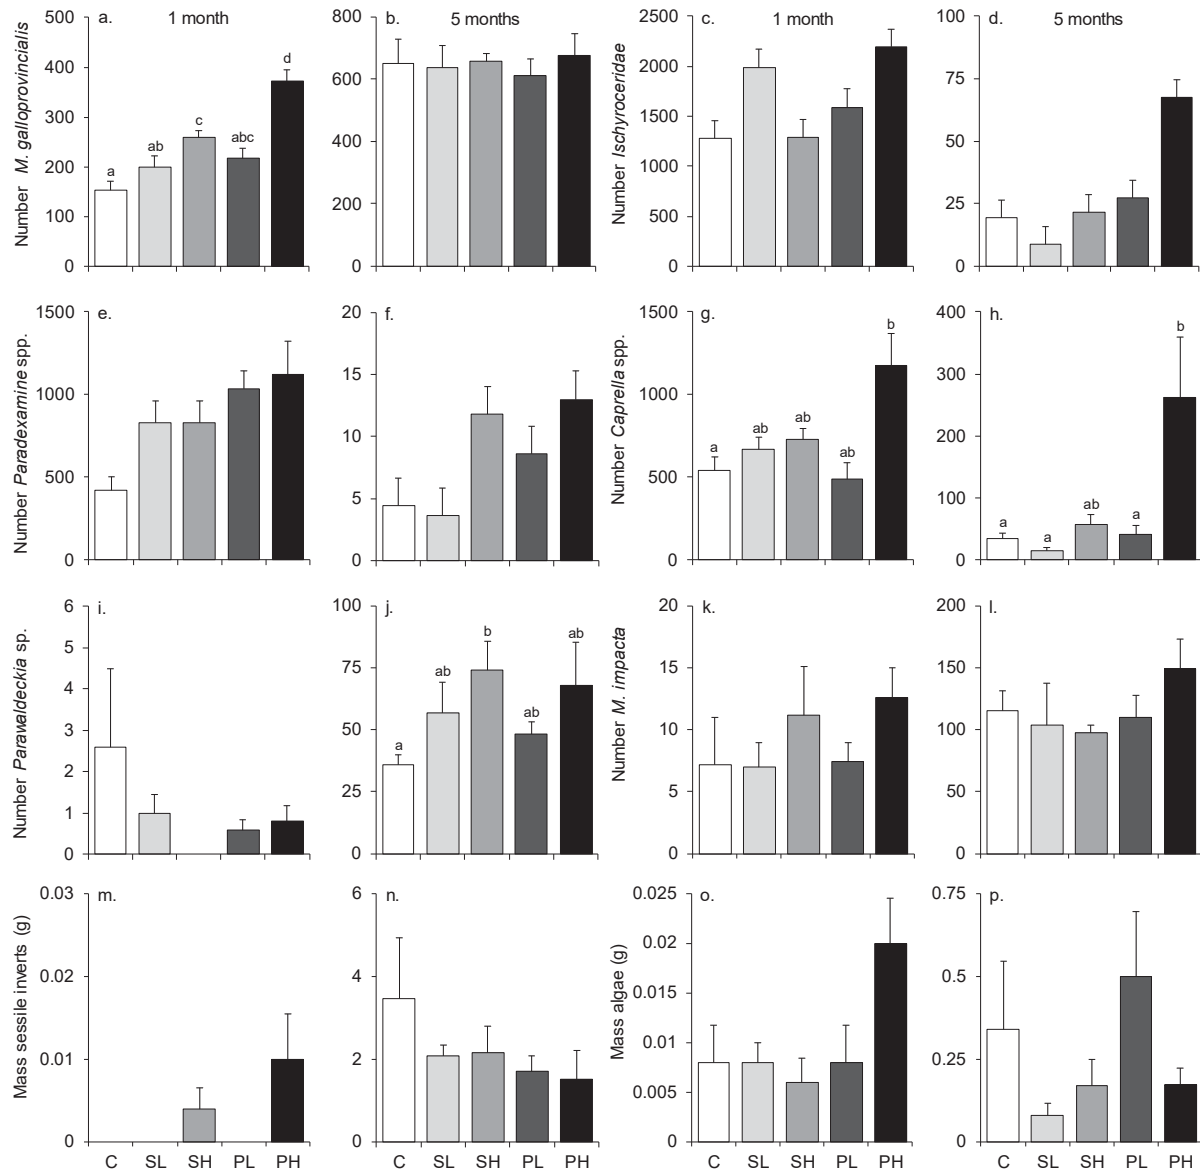 a. 1 month
b. 5 months
c. 1 month
d. 5 months
Number M. galloprovincialis
500
400
300
200
100
0
a
ab
c
abc
d
800
600
400
200
0
Number Ischyroceridae
2500
2000
1500
1000
500
0
100
75
50
25
0
e.
f.
g.
h.
Number Paradexamine spp.
1500
1000
500
0
20
15
10
5
0
Number Caprella spp.
1500
1000
500
0
a
ab
ab
ab
b
400
300
200
100
0
a
a
ab
a
b
i.
j.
k.
l.
Number Parawaldeckia sp.
6
5
4
3
2
1
0
100
75
50
25
0
a
ab
b
ab
ab
Number M. impacta
20
15
10
5
0
200
150
100
50
0
m.
n.
o.
p.
Mass sessile inverts (g)
0.03
0.02
0.01
0
6
4
2
0
Mass algae (g)
0.025
0.02
0.015
0.01
0.005
0
0.75
0.5
0.25
0
C SL SH PL PH
C SL SH PL PH
C SL SH PL PH
C SL SH PL PH